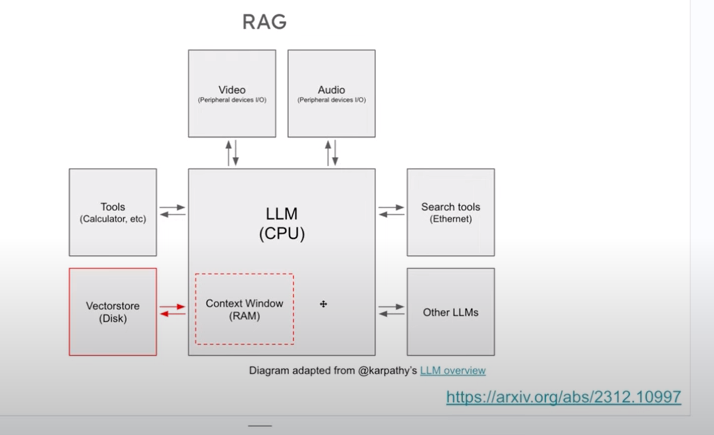 RAG
Video
(Peripheral devices I/O)
Audio
(Peripheral devices I/O)
Tools
(Calculator, etc)
LLM
(CPU)
Search tools
(Ethernet)
Vectorstore
(Disk)
Context Window
(RAM)
Other LLMs
Diagram adapted from @karpathy's LLM overview
https://arxiv.org/abs/2312.10997